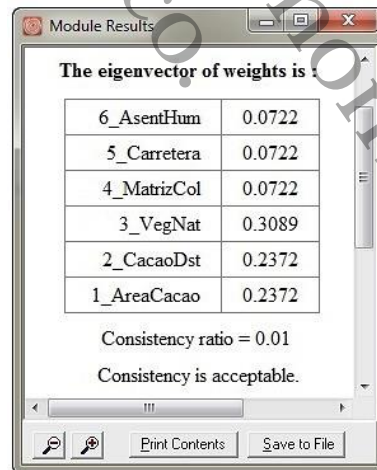 Module Results
The eigenvector of weights is :
6_AsentHum 0.0722
5_Carretera 0.0722
4_MatrizCol 0.0722
3_VegNat 0.3089
2_CacaoDst 0.2372
1_AreaCacao 0.2372
Consistency ratio = 0.01
Consistency is acceptable.
Print Contents Save to File